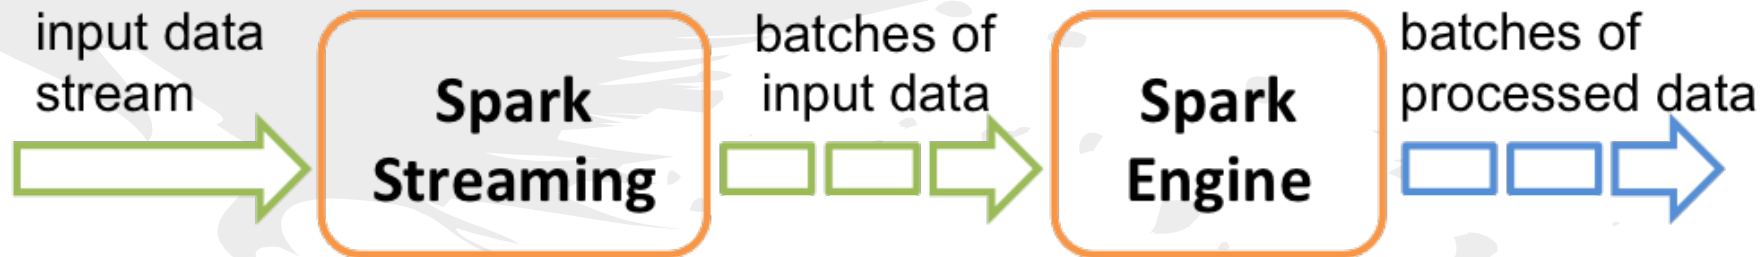 input data
stream
Spark
Streaming
batches of
input data
Spark
Engine
batches of
processed data